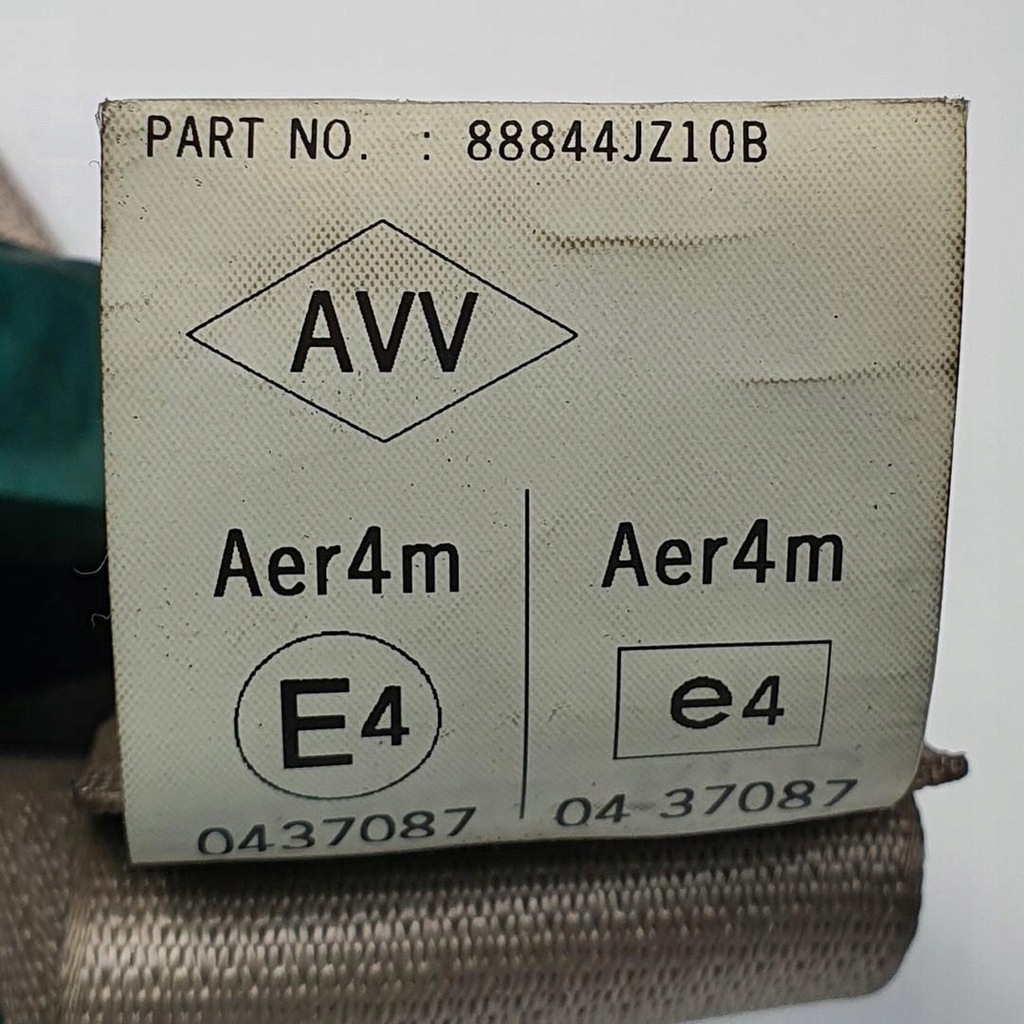 PART NO. : 88844JZ10B
AVV
Aer4m Aer4m
E4 e4
0437087 04 37087